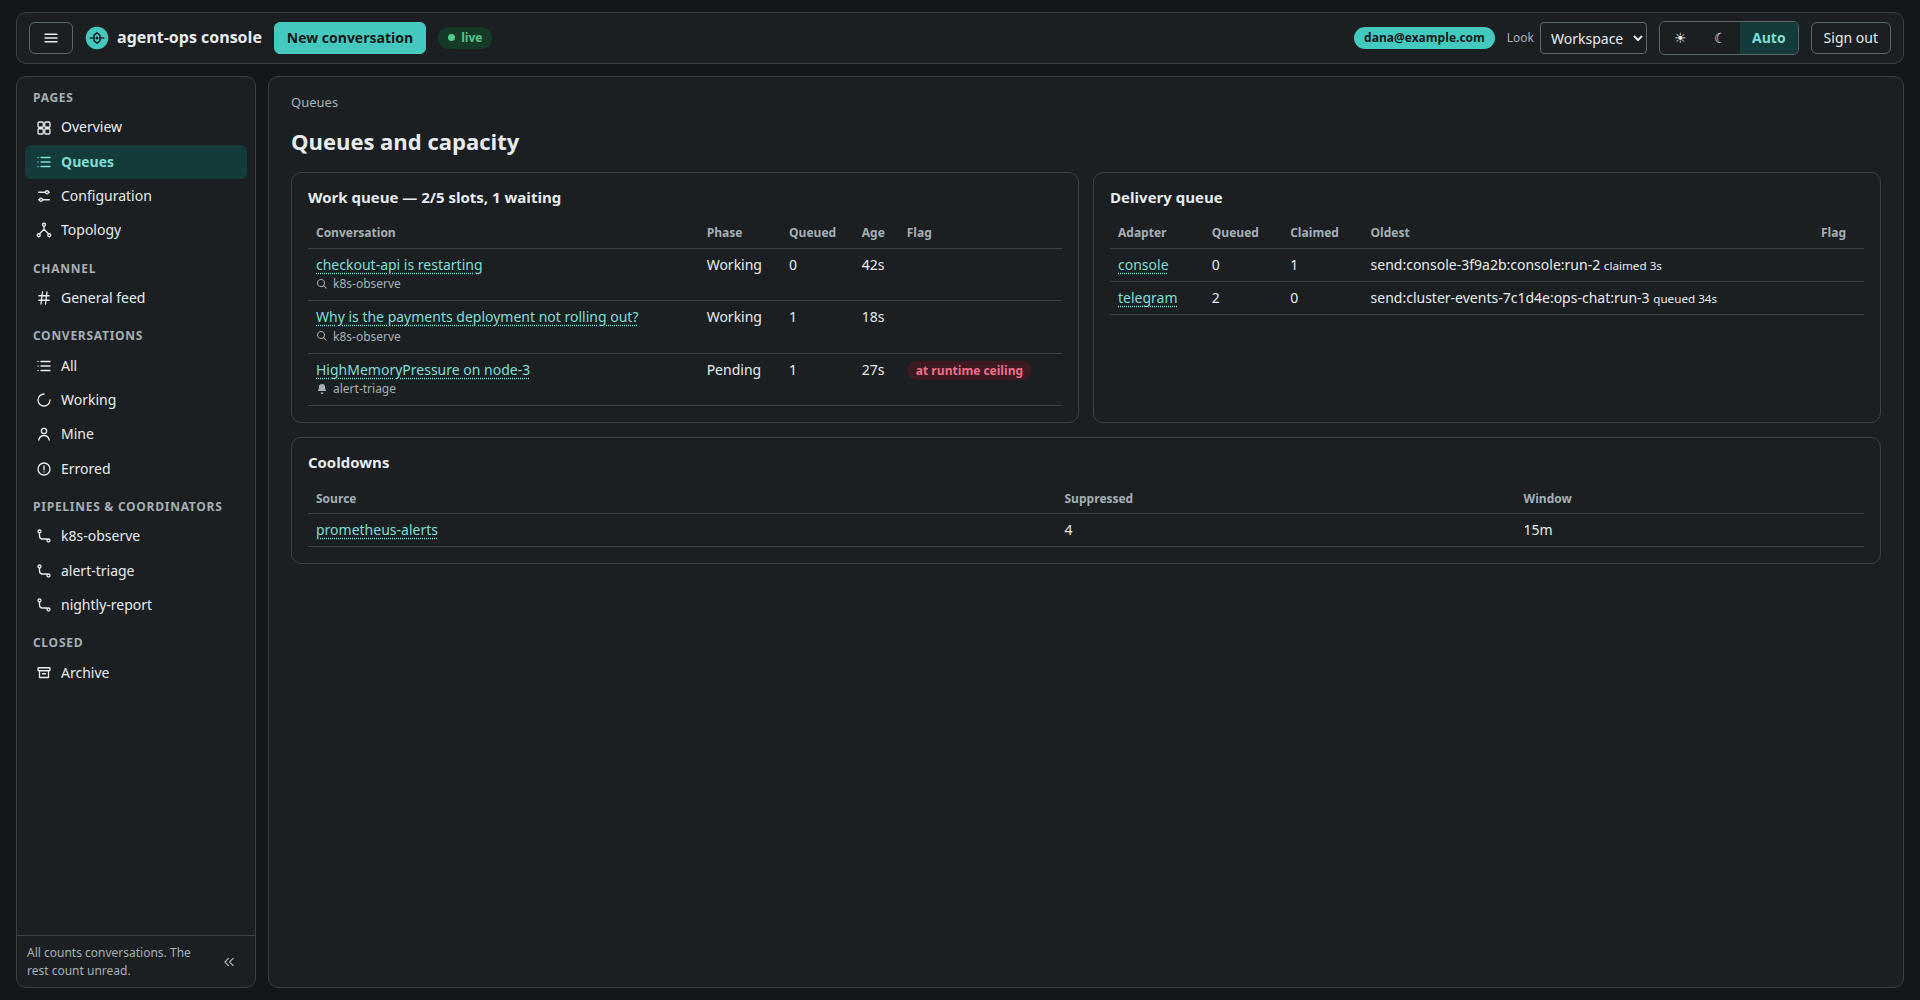 agent-ops console
New conversation
live
dana@example.com
Look
Workspace
Auto
Sign out
PAGES
Overview
Queues
Configuration
Topology
CHANNEL
General feed
CONVERSATIONS
All
Working
Mine
Errored
PIPELINES & COORDINATORS
k8s-observe
alert-triage
nightly-report
CLOSED
Archive
All counts conversations. The
rest count unread.
Queues
Queues and capacity
Work queue — 2/5 slots, 1 waiting
Conversation Phase Queued Age Flag
checkout-api is restarting Working 0 42s
k8s-observe
Why is the payments deployment not rolling out? Working 1 18s
k8s-observe
HighMemoryPressure on node-3 Pending 1 27s at runtime ceiling
alert-triage
Delivery queue
Adapter Queued Claimed Oldest Flag
console 0 1 send:console-3f9a2b:console:run-2 claimed 3s
telegram 2 0 send:cluster-events-7c1d4e:ops-chat:run-3 queued 34s
Cooldowns
Source Suppressed Window
prometheus-alerts 4 15m